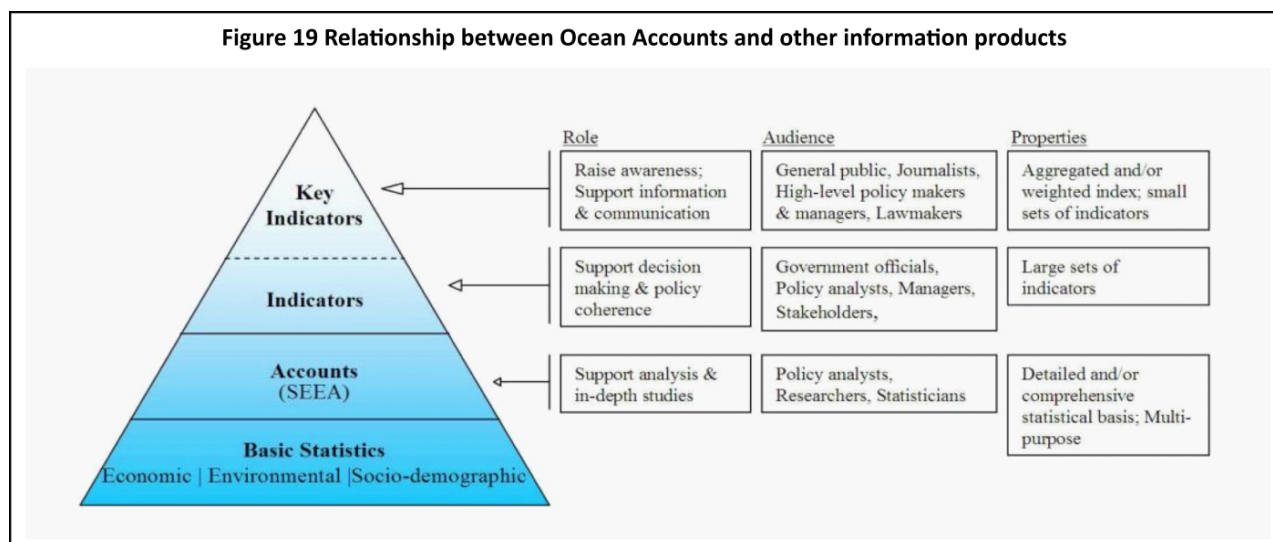 Figure 19 Relationship between Ocean Accounts and other information products
Key
Indicators
Indicators
Accounts
(SEEA)
Basic Statistics
Economic | Environmental |Socio-demographic
Role
Audience
Properties
Raise awareness;
Support information
& communication
General public, Journalists,
High-level policy makers
& managers, Lawmakers
Aggregated and/or
weighted index; small
sets of indicators
Support decision
making & policy
coherence
Government officials,
Policy analysts, Managers,
Stakeholders,
Large sets of
indicators
Support analysis &
in-depth studies
Policy analysts,
Researchers, Statisticians
Detailed and/or
comprehensive
statistical basis; Multi-
purpose